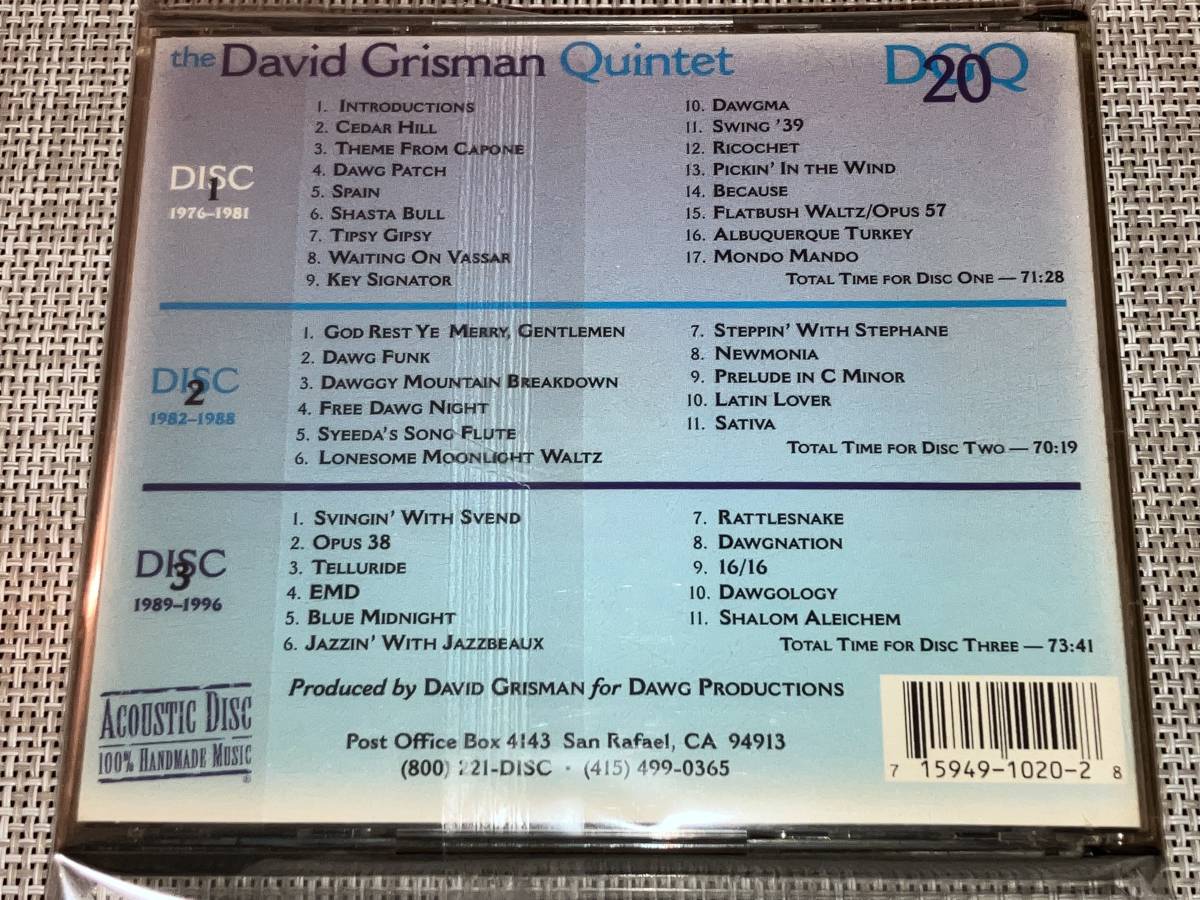 the David Grisman Quintet
DGQ
20
DISC
1
1976–1981
1. INTRODUCTIONS
2. CEDAR HILL
3. THEME FROM CAPONE
4. DAWG PATCH
5. SPAIN
6. SHASTA BULL
7. TIPSY GIPSY
8. WAITING ON VASSAR
9. KEY SIGNATOR
10. DAWGMA
11. SWING '39
12. RICOCHET
13. PICKIN' IN THE WIND
14. BECAUSE
15. FLATBUSH WALTZ/OPUS 57
16. ALBUQUERQUE TURKEY
17. MONDO MANDO
TOTAL TIME FOR DISC ONE — 71:28
DISC
2
1982–1988
1. GOD REST YE MERRY, GENTLEMEN
2. DAWG FUNK
3. DAWGGY MOUNTAIN BREAKDOWN
4. FREE DAWG NIGHT
5. SYEEDA'S SONG FLUTE
6. LONESOME MOONLIGHT WALTZ
7. STEPPIN' WITH STEPHANE
8. NEWMONIA
9. PRELUDE IN C MINOR
10. LATIN LOVER
11. SATIVA
TOTAL TIME FOR DISC TWO — 70:19
DISC
3
1989–1996
1. SVINGIN' WITH SVEND
2. OPUS 38
3. TELLURIDE
4. EMD
5. BLUE MIDNIGHT
6. JAZZIN' WITH JAZZBEAUX
7. RATTLESNAKE
8. DAWGNATION
9. 16/16
10. DAWGOLOGY
11. SHALOM ALEICHEM
TOTAL TIME FOR DISC THREE — 73:41
ACOUSTIC DISC
100% HANDMADE MUSIC
®
Produced by DAVID GRISMAN for DAWG PRODUCTIONS
Post Office Box 4143 San Rafael, CA 94913
(800) 221-DISC · (415) 499-0365
7 15949-1020-2 8